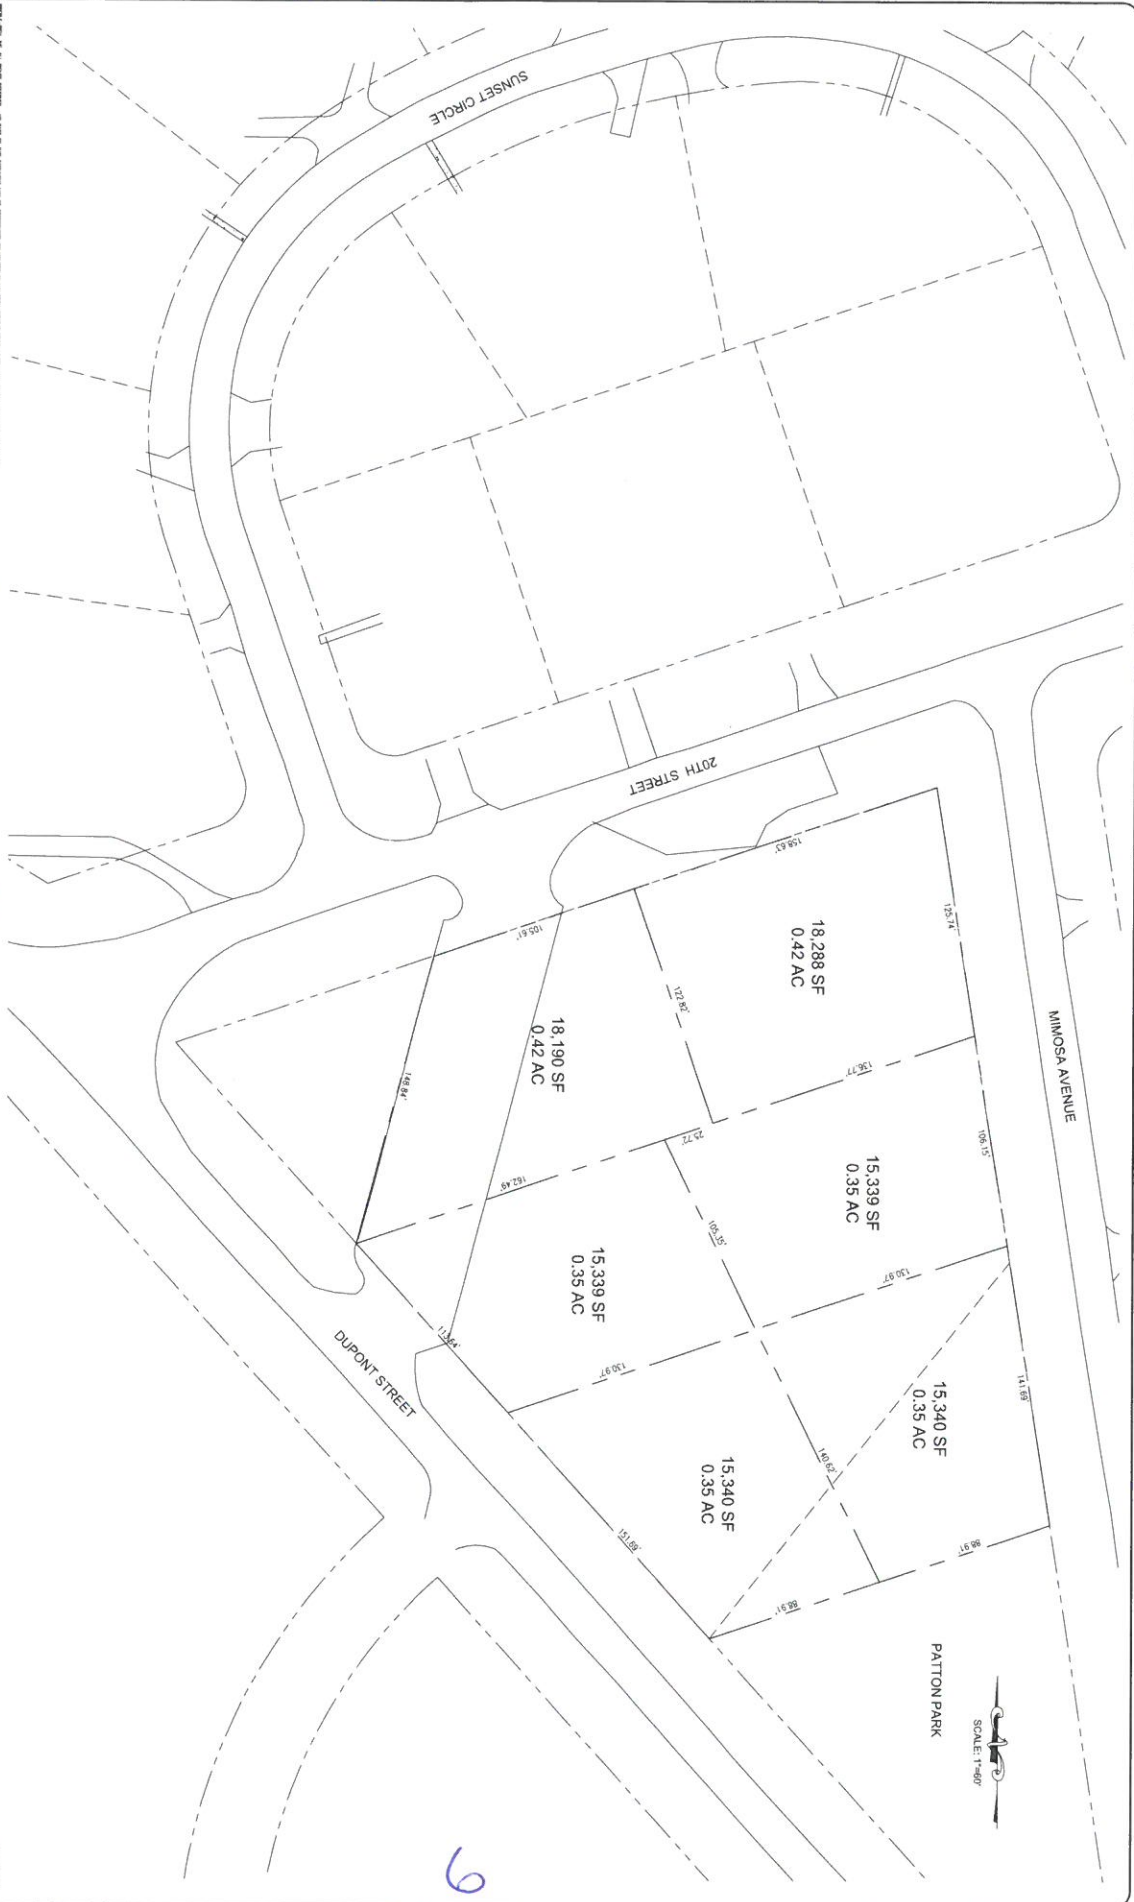 SUNSET CIRCLE
20TH STREET
MIMOSA AVENUE
DUPONT STREET
PATTON PARK
SCALE: 1"=60'
18,288 SF
0.42 AC
18,190 SF
0.42 AC
15,339 SF
0.35 AC
15,339 SF
0.35 AC
15,340 SF
0.35 AC
15,340 SF
0.35 AC
158.63'
125.74'
105.61'
122.82'
136.77'
106.15'
149.84'
25.72'
162.49'
105.35'
130.97'
130.97'
113.64'
141.69'
140.62'
151.69'
88.91'
88.91'
9